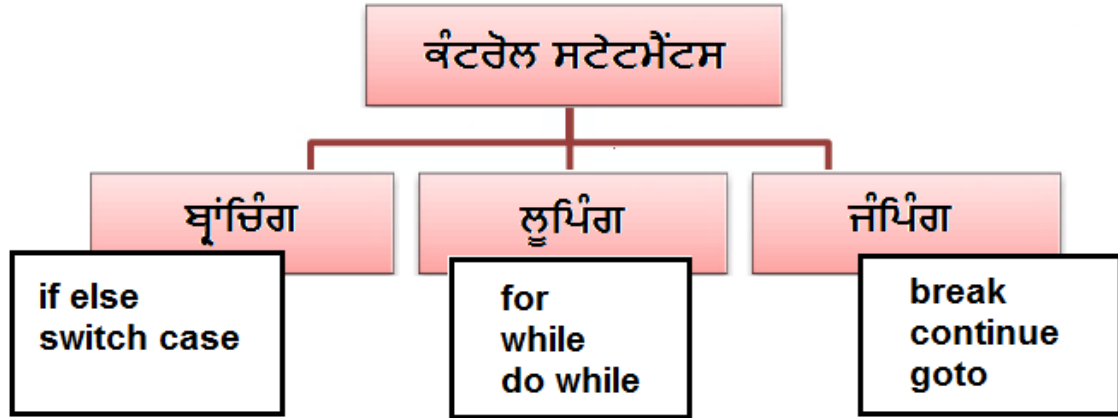 ਕੰਟਰੋਲ ਸਟੇਟਮੈਂਟਸ
ਬ੍ਰਾਂਚਿੰਗ
if else
switch case
ਲੂਪਿੰਗ
for
while
do while
ਜੰਪਿੰਗ
break
continue
goto